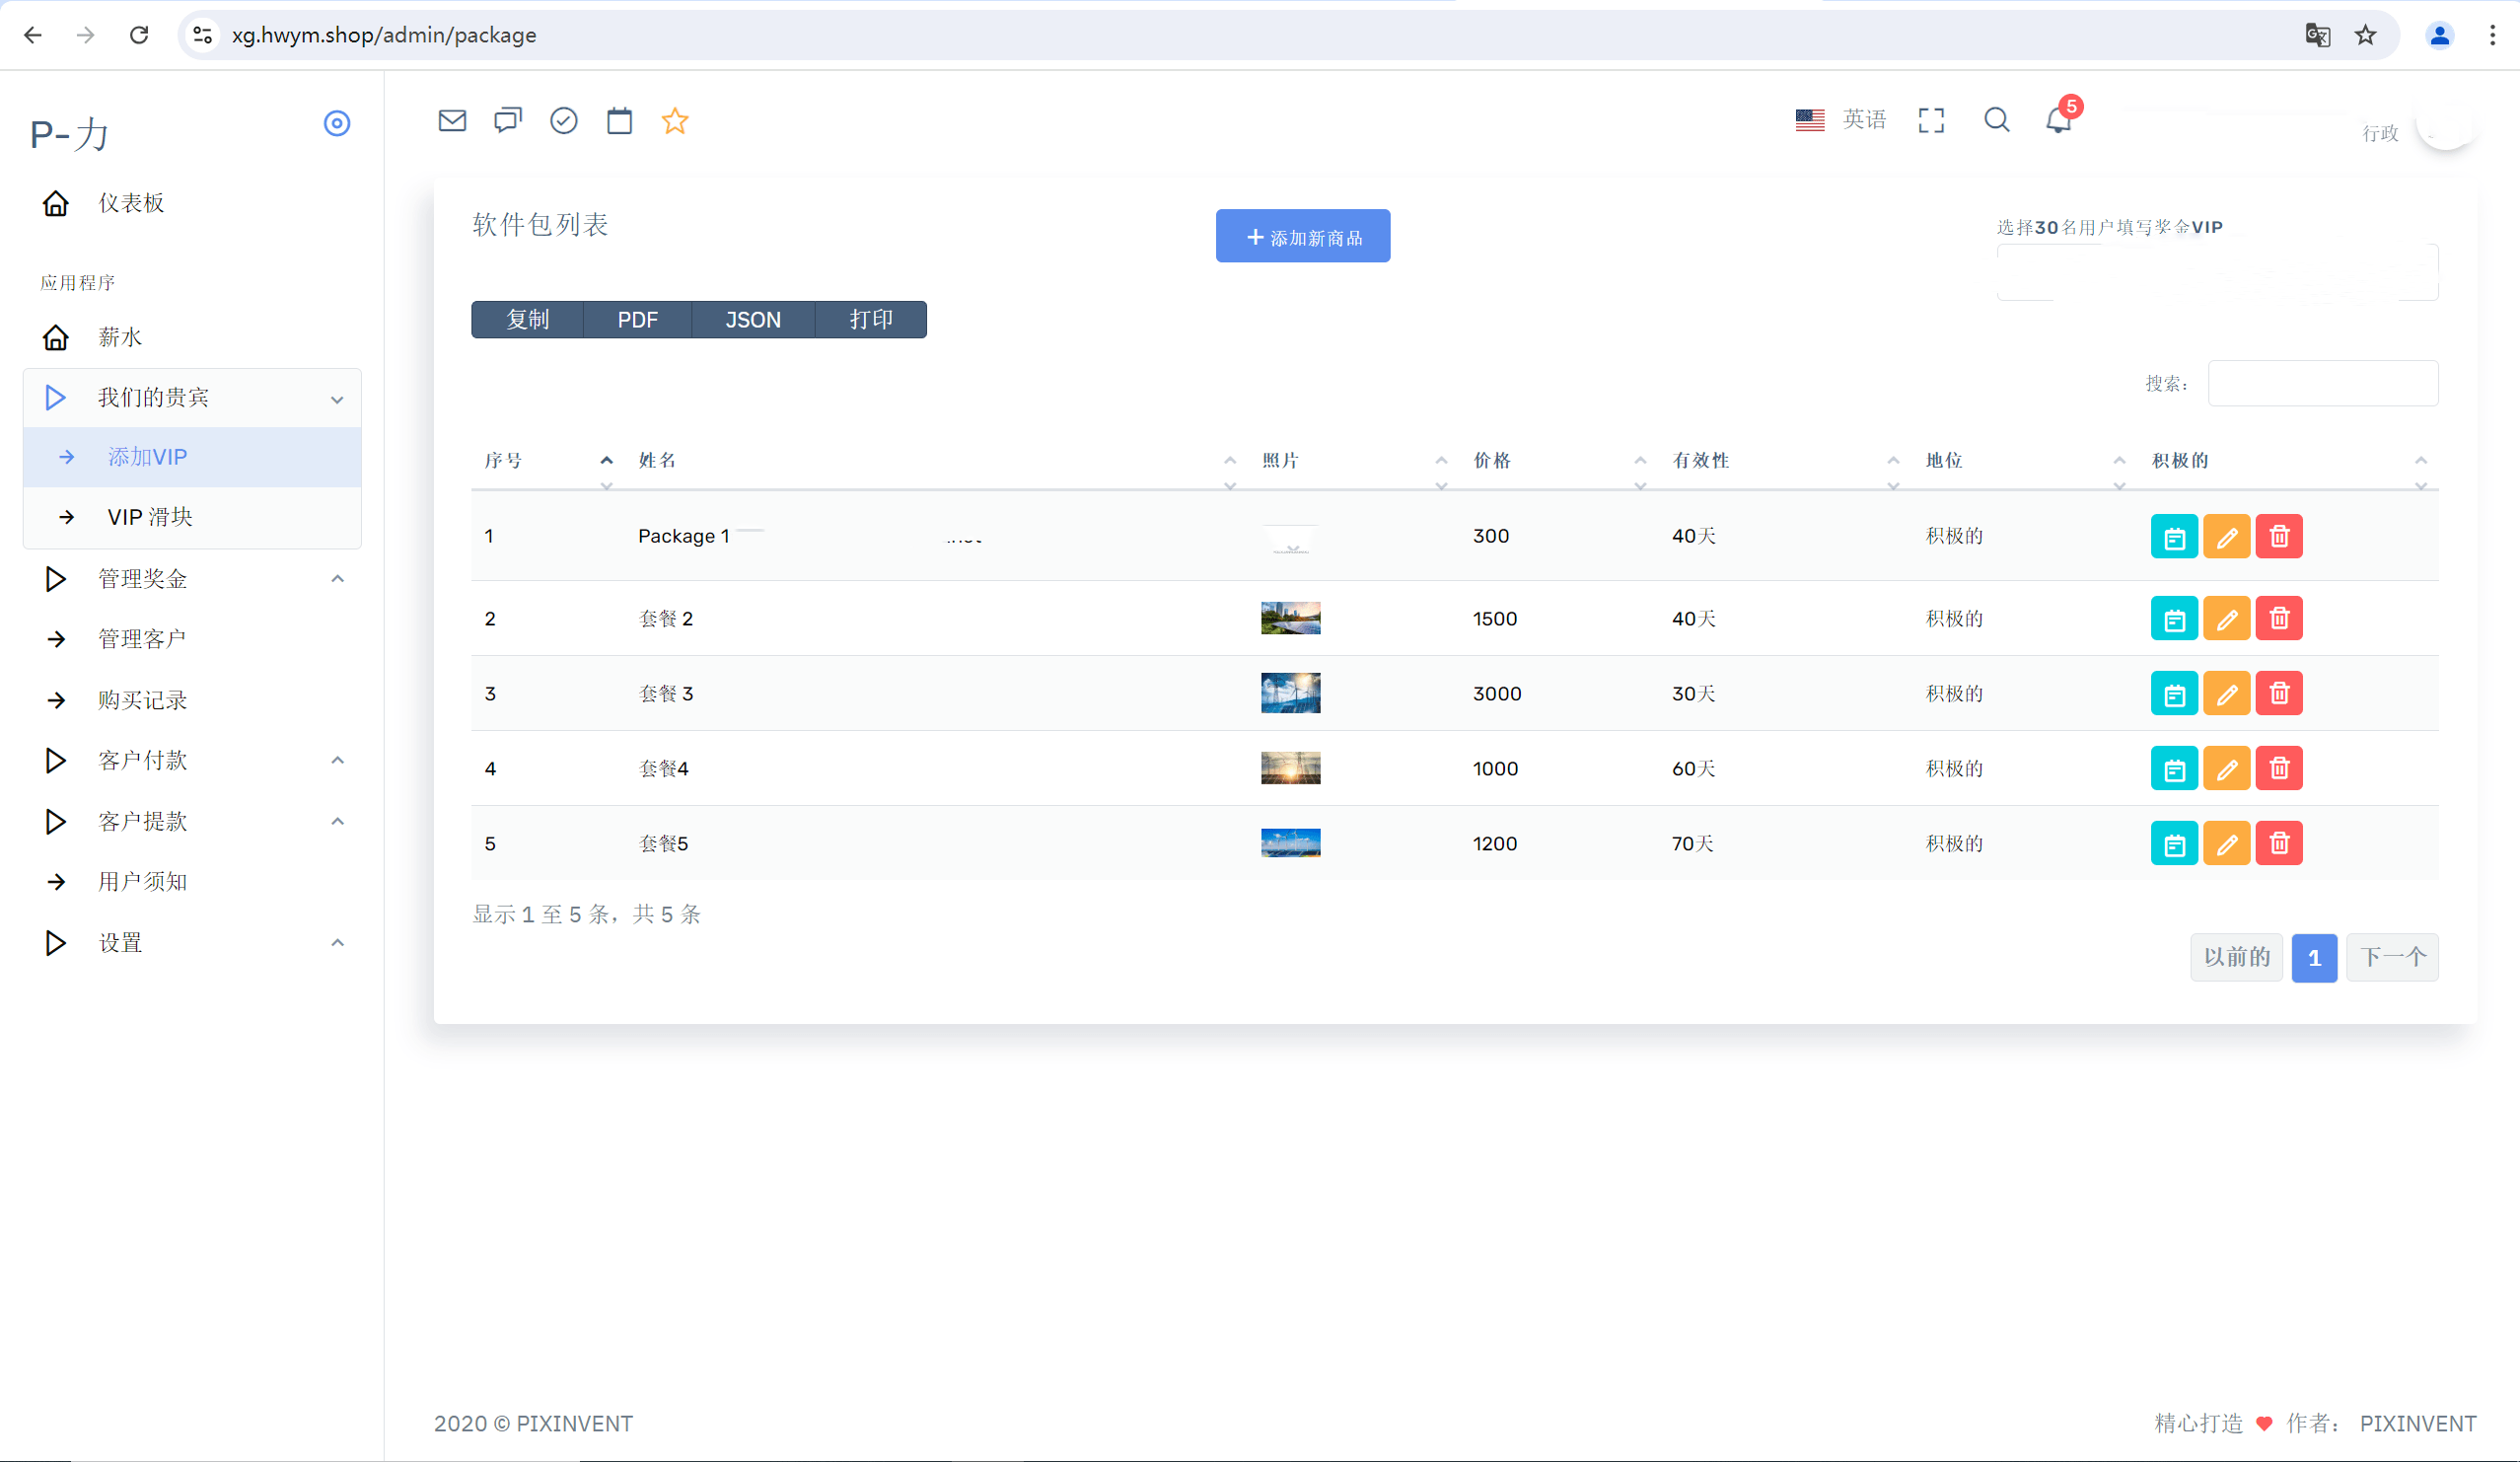 xg.hwym.shop/admin/package
P-力
英语
5
行政
仪表板
应用程序
薪水
我们的贵宾
添加VIP
VIP 滑块
管理奖金
管理客户
购买记录
客户付款
客户提款
用户须知
设置
软件包列表
+ 添加新商品
选择30名用户填写奖金VIP
复制 PDF JSON 打印
搜索：
序号 姓名 照片 价格 有效性 地位 积极的
1 Package 1 300 40天 积极的
2 套餐 2 1500 40天 积极的
3 套餐 3 3000 30天 积极的
4 套餐4 1000 60天 积极的
5 套餐5 1200 70天 积极的
显示 1 至 5 条，共 5 条
以前的 1 下一个
2020 © PIXINVENT
精心打造 ❤ 作者： PIXINVENT